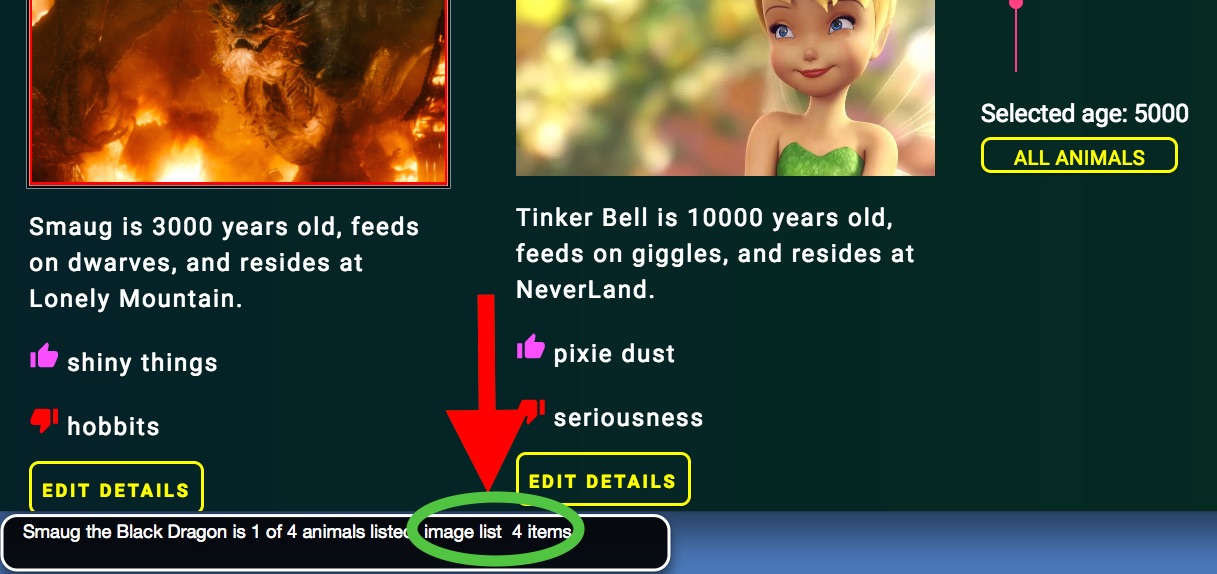 Selected age: 5000
ALL ANIMALS
Smaug is 3000 years old, feeds
on dwarves, and resides at
Lonely Mountain.
shiny things
hobbits
EDIT DETAILS
Tinker Bell is 10000 years old,
feeds on giggles, and resides at
NeverLand.
pixie dust
seriousness
EDIT DETAILS
Smaug the Black Dragon is 1 of 4 animals listed image list 4 items